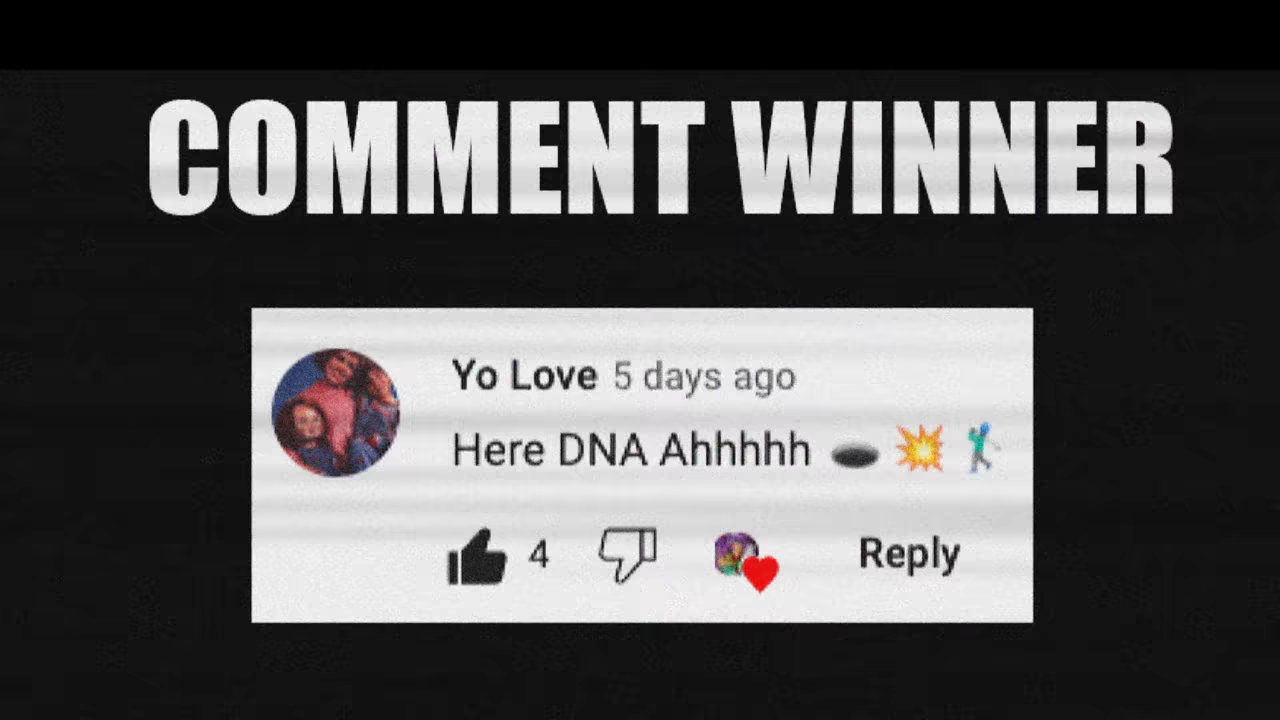 COMMENT WINNER
Yo Love 5 days ago
Here DNA Ahhhhh 🕳️ 💥 🏌️
4 Reply